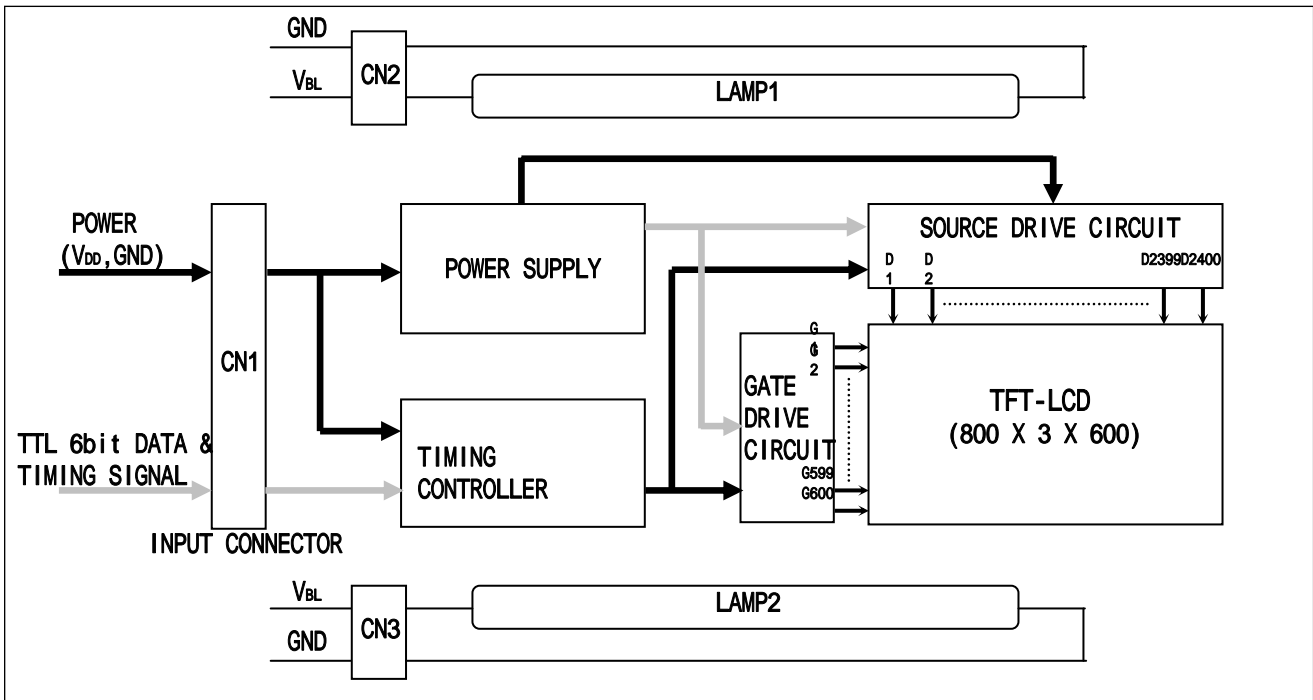 GND
VBL
CN2
LAMP1
POWER
(VDD,GND)
POWER SUPPLY
SOURCE DRIVE CIRCUIT
D
1
D
2
D2399D2400
CN1
G
1
G
2
GATE
DRIVE
CIRCUIT
G599
G600
TFT-LCD
(800 X 3 X 600)
TTL 6bit DATA &
TIMING SIGNAL
TIMING
CONTROLLER
INPUT CONNECTOR
VBL
GND
CN3
LAMP2